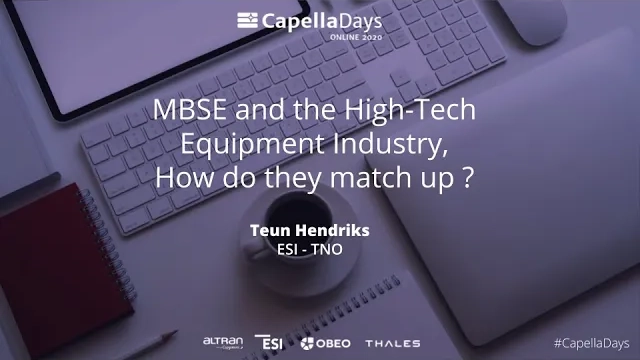 CapellaDays
ONLINE 2020
MBSE and the High-Tech
Equipment Industry,
How do they match up ?
Teun Hendriks
ESI - TNO
ALTRAN
ESI
OBEO
THALES
#CapellaDays